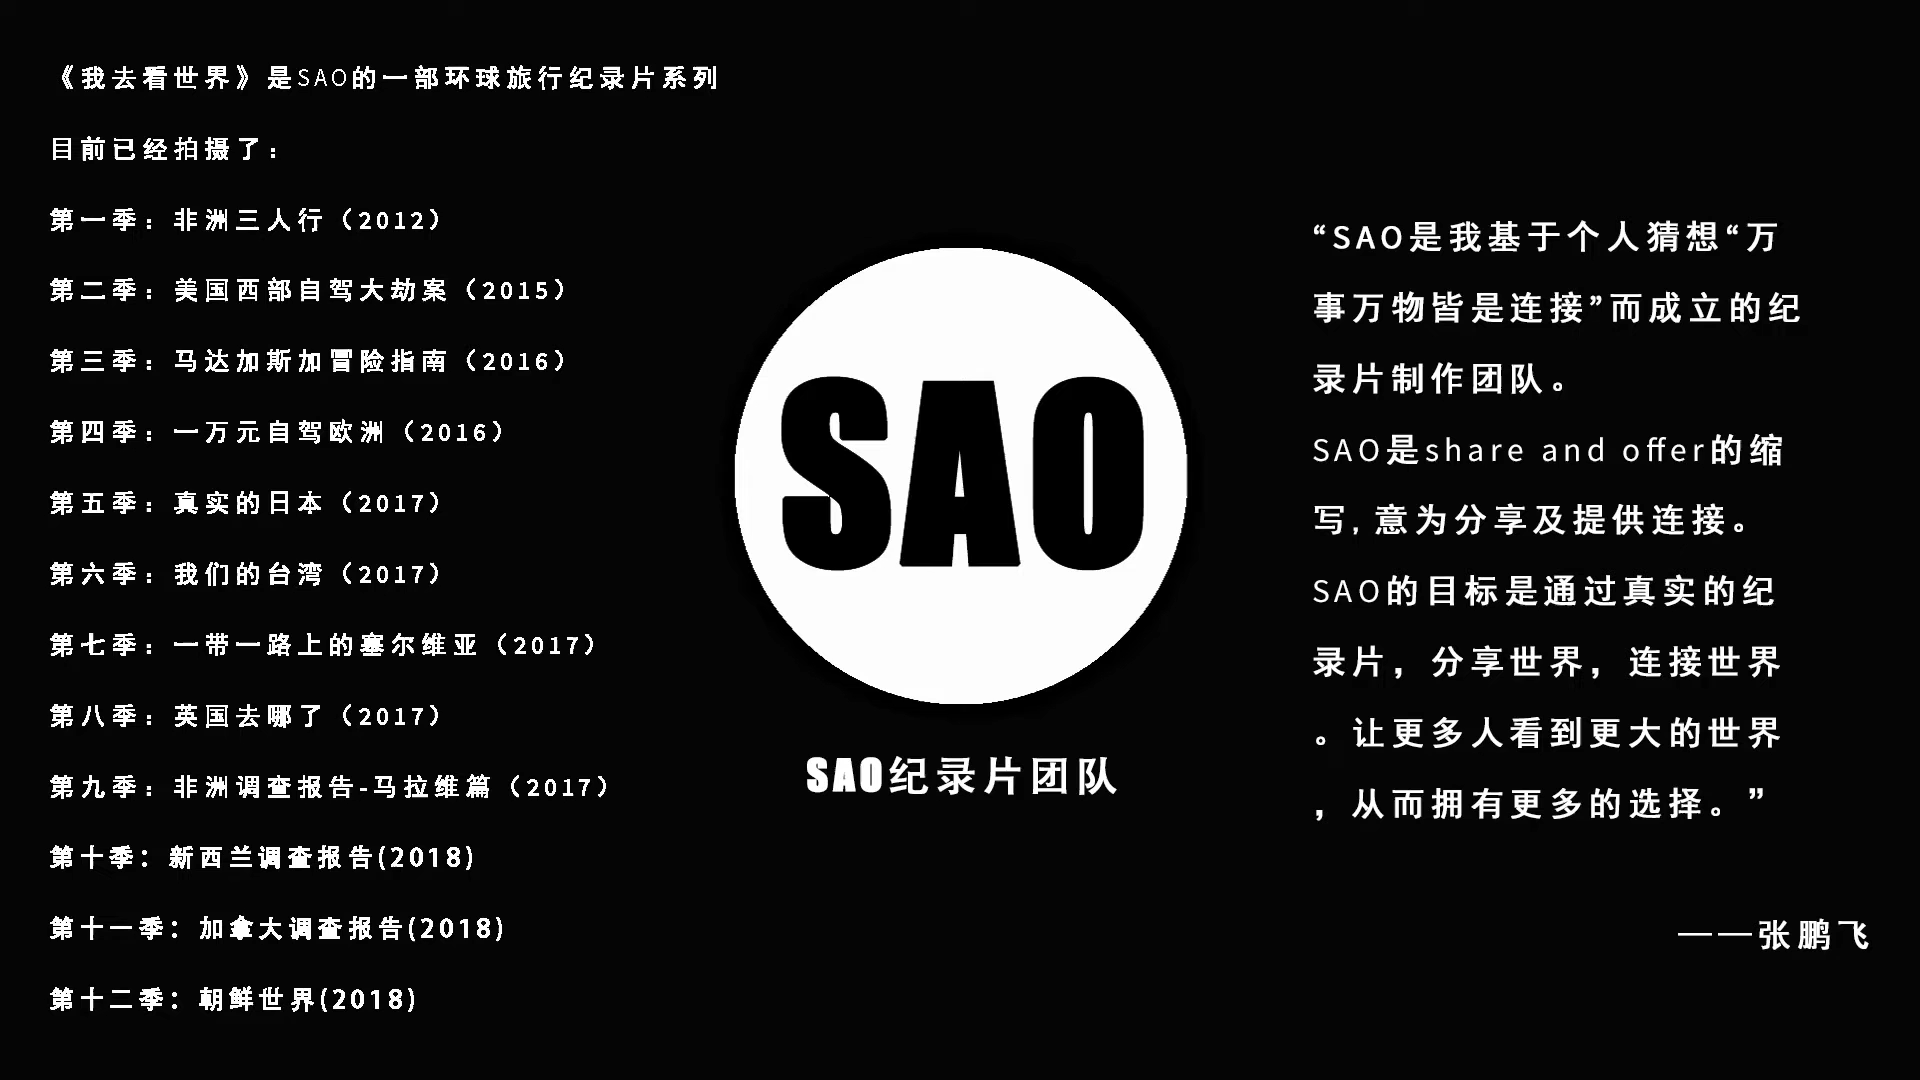 《我去看世界》是SAO的一部环球旅行纪录片系列
目前已经拍摄了：
第一季：非洲三人行（2012）
第二季：美国西部自驾大劫案（2015）
第三季：马达加斯加冒险指南（2016）
第四季：一万元自驾欧洲（2016）
第五季：真实的日本（2017）
第六季：我们的台湾（2017）
第七季：一带一路上的塞尔维亚（2017）
第八季：英国去哪了（2017）
第九季：非洲调查报告-马拉维篇（2017）
第十季：新西兰调查报告(2018)
第十一季：加拿大调查报告(2018)
第十二季：朝鲜世界(2018)
SAO
SAO纪录片团队
“SAO是我基于个人猜想“万
事万物皆是连接”而成立的纪
录片制作团队。
SAO是share and offer的缩
写,意为分享及提供连接。
SAO的目标是通过真实的纪
录片，分享世界，连接世界
。让更多人看到更大的世界
，从而拥有更多的选择。”
——张鹏飞